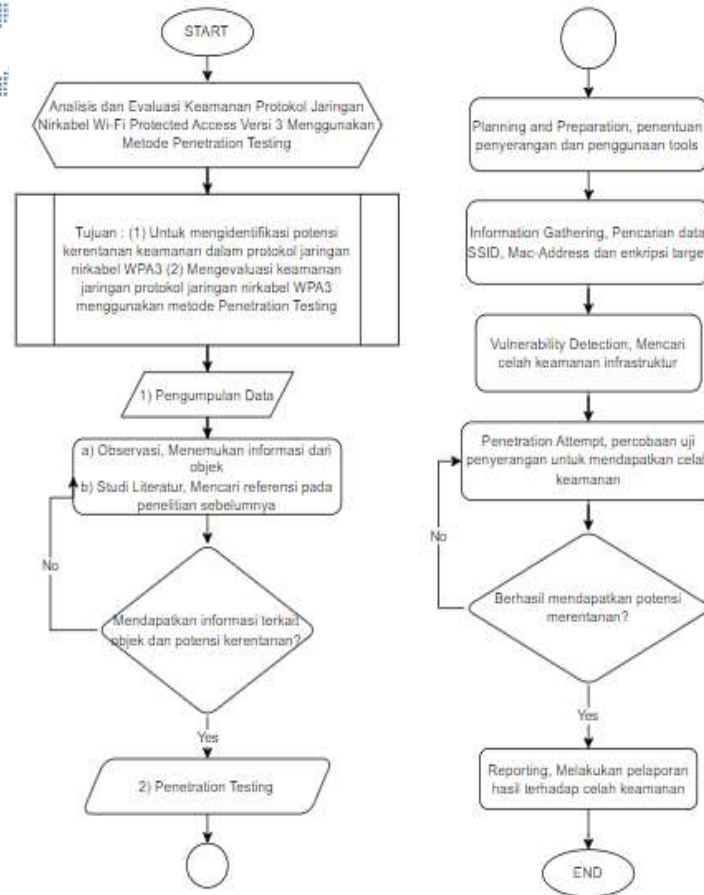 START
Analisis dan Evaluasi Keamanan Protokol Jaringan
Nirkabel Wi-Fi Protected Access Versi 3 Menggunakan
Metode Penetration Testing
Tujuan : (1) Untuk mengidentifikasi potensi
kerentanan keamanan dalam protokol jaringan
nirkabel WPA3 (2) Mengevaluasi keamanan
jaringan protokol jaringan nirkabel WPA3
menggunakan metode Penetration Testing
1) Pengumpulan Data
a) Observasi, Menemukan informasi dari
objek
b) Studi Literatur, Mencari referensi pada
penelitian sebelumnya
No
Mendapatkan informasi terkait
objek dan potensi kerentanan?
Yes
2) Penetration Testing
Planning and Preparation, penentuan
penyerangan dan penggunaan tools
Information Gathering, Pencarian data
SSID, Mac-Address dan enkripsi target
Vulnerability Detection, Mencari
celah keamanan infrastruktur
Penetration Attempt, percobaan uji
penyerangan untuk mendapatkan celah
keamanan
No
Berhasil mendapatkan potensi
merentanan?
Yes
Reporting, Melakukan pelaporan
hasil terhadap celah keamanan
END